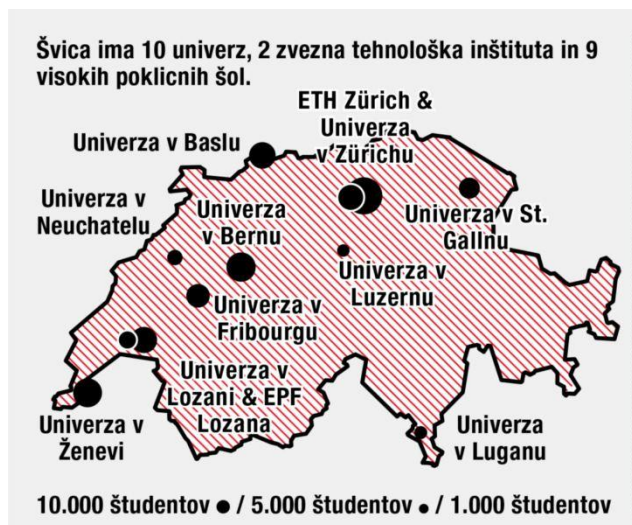 Švica ima 10 univerz, 2 zvezna tehnološka inštituta in 9
visokih poklicnih šol.
ETH Zürich &
Univerza
v Zürichu
Univerza v Baslu
Univerza v
Neuchatelu
Univerza
v Bernu
Univerza v St.
Gallnu
Univerza v
Luzernu
Univerza v
Fribourgu
Univerza v
Lozani & EPF
Lozana
Univerza v
Ženevi
Univerza
v Luganu
10.000 študentov ● / 5.000 študentov ● / 1.000 študentov